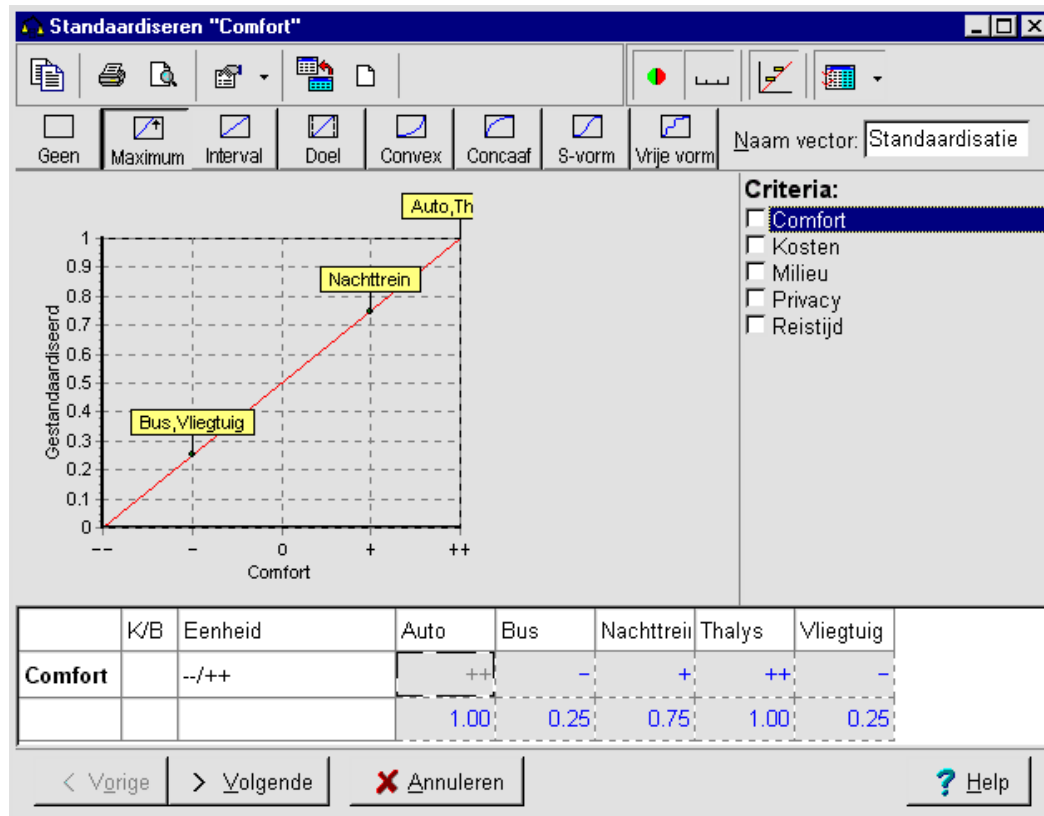 Standaardiseren "Comfort"
Geen Maximum Interval Doel Convex Concaaf S-vorm Vrije vorm Naam vector: Standaardisatie
Criteria:
Comfort
Kosten
Milieu
Privacy
Reistijd
Auto,Th
Nachttrein
Bus,Vliegtuig
Gestandaardiseerd
1
0.9
0.8
0.7
0.6
0.5
0.4
0.3
0.2
0.1
0
-- - 0 + ++
Comfort
K/B Eenheid Auto Bus Nachttrein Thalys Vliegtuig
Comfort --/++ ++ - + ++ -
1.00 0.25 0.75 1.00 0.25
< Vorige > Volgende Annuleren ? Help